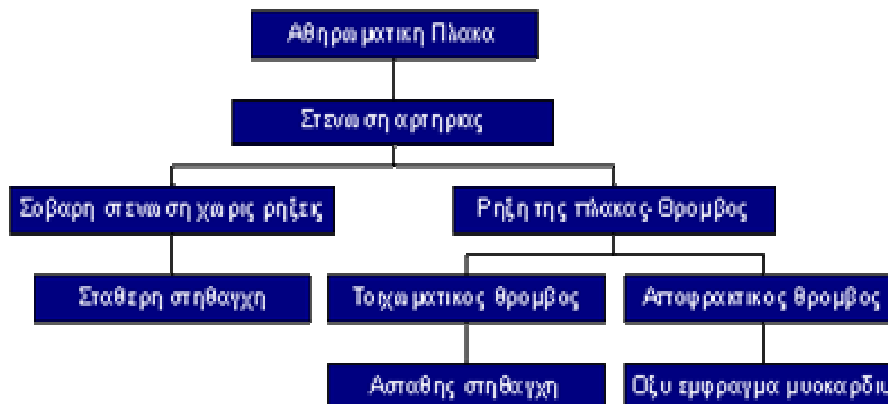 Αθηρωματικη Πλακα
Στενωση αρτηριας
Σοβαρη στενωση χωρις ρηξεις
Ρηξη της πλακας-Θρομβος
Σταθερη στηθαγχη
Τοιχωματικος θρομβος
Αποφρακτικος θρομβος
Ασταθης στηθαγχη
Οξυ εμφραγμα μυοκαρδιυ